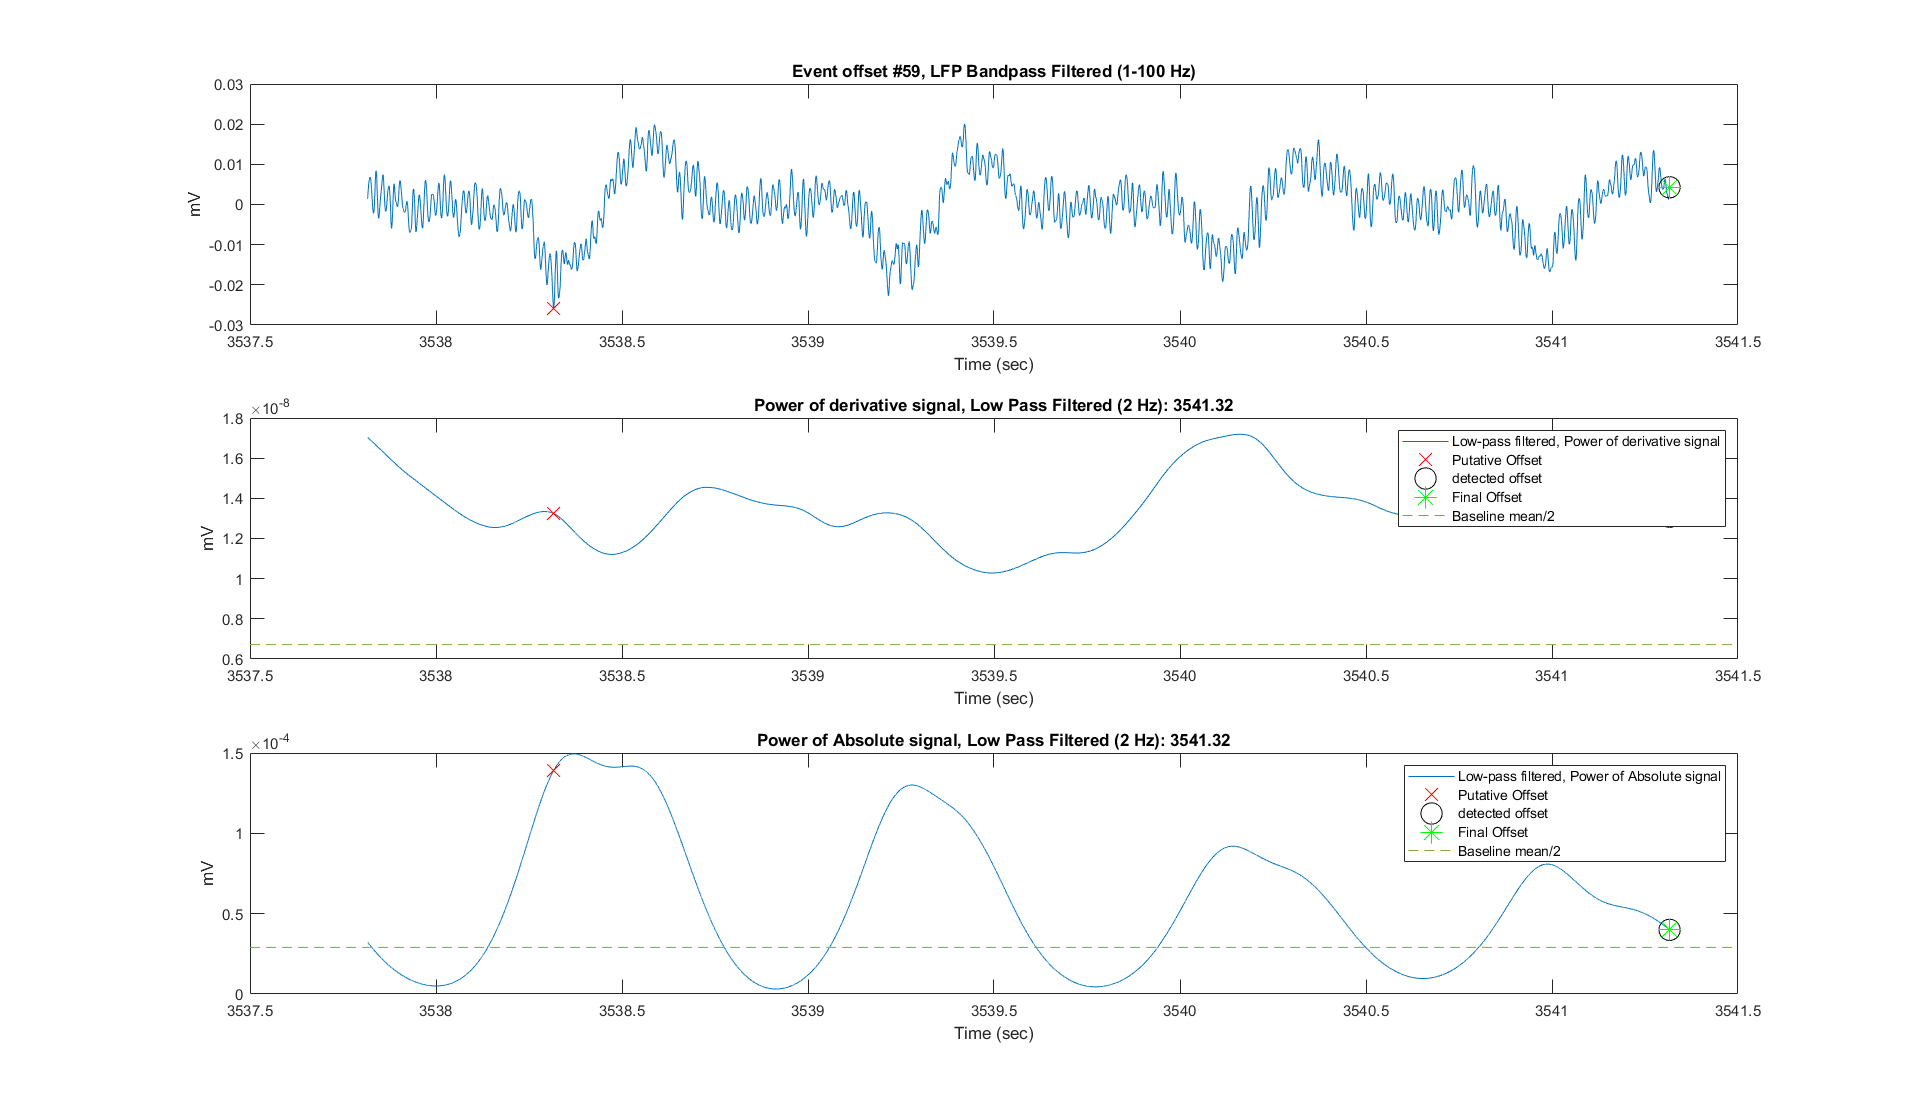 Event offset #59, LFP Bandpass Filtered (1-100 Hz)
0.03
0.02
0.01
0
-0.01
-0.02
-0.03
mV
3537.5 3538 3538.5 3539 3539.5 3540 3540.5 3541 3541.5
Time (sec)
×10-8
Power of derivative signal, Low Pass Filtered (2 Hz): 3541.32
1.8
1.6
1.4
1.2
1
0.8
0.6
mV
Low-pass filtered, Power of derivative signal
Putative Offset
detected offset
Final Offset
Baseline mean/2
3537.5 3538 3538.5 3539 3539.5 3540 3540.5 3541 3541.5
Time (sec)
×10-4
Power of Absolute signal, Low Pass Filtered (2 Hz): 3541.32
1.5
1
0.5
0
mV
Low-pass filtered, Power of Absolute signal
Putative Offset
detected offset
Final Offset
Baseline mean/2
3537.5 3538 3538.5 3539 3539.5 3540 3540.5 3541 3541.5
Time (sec)